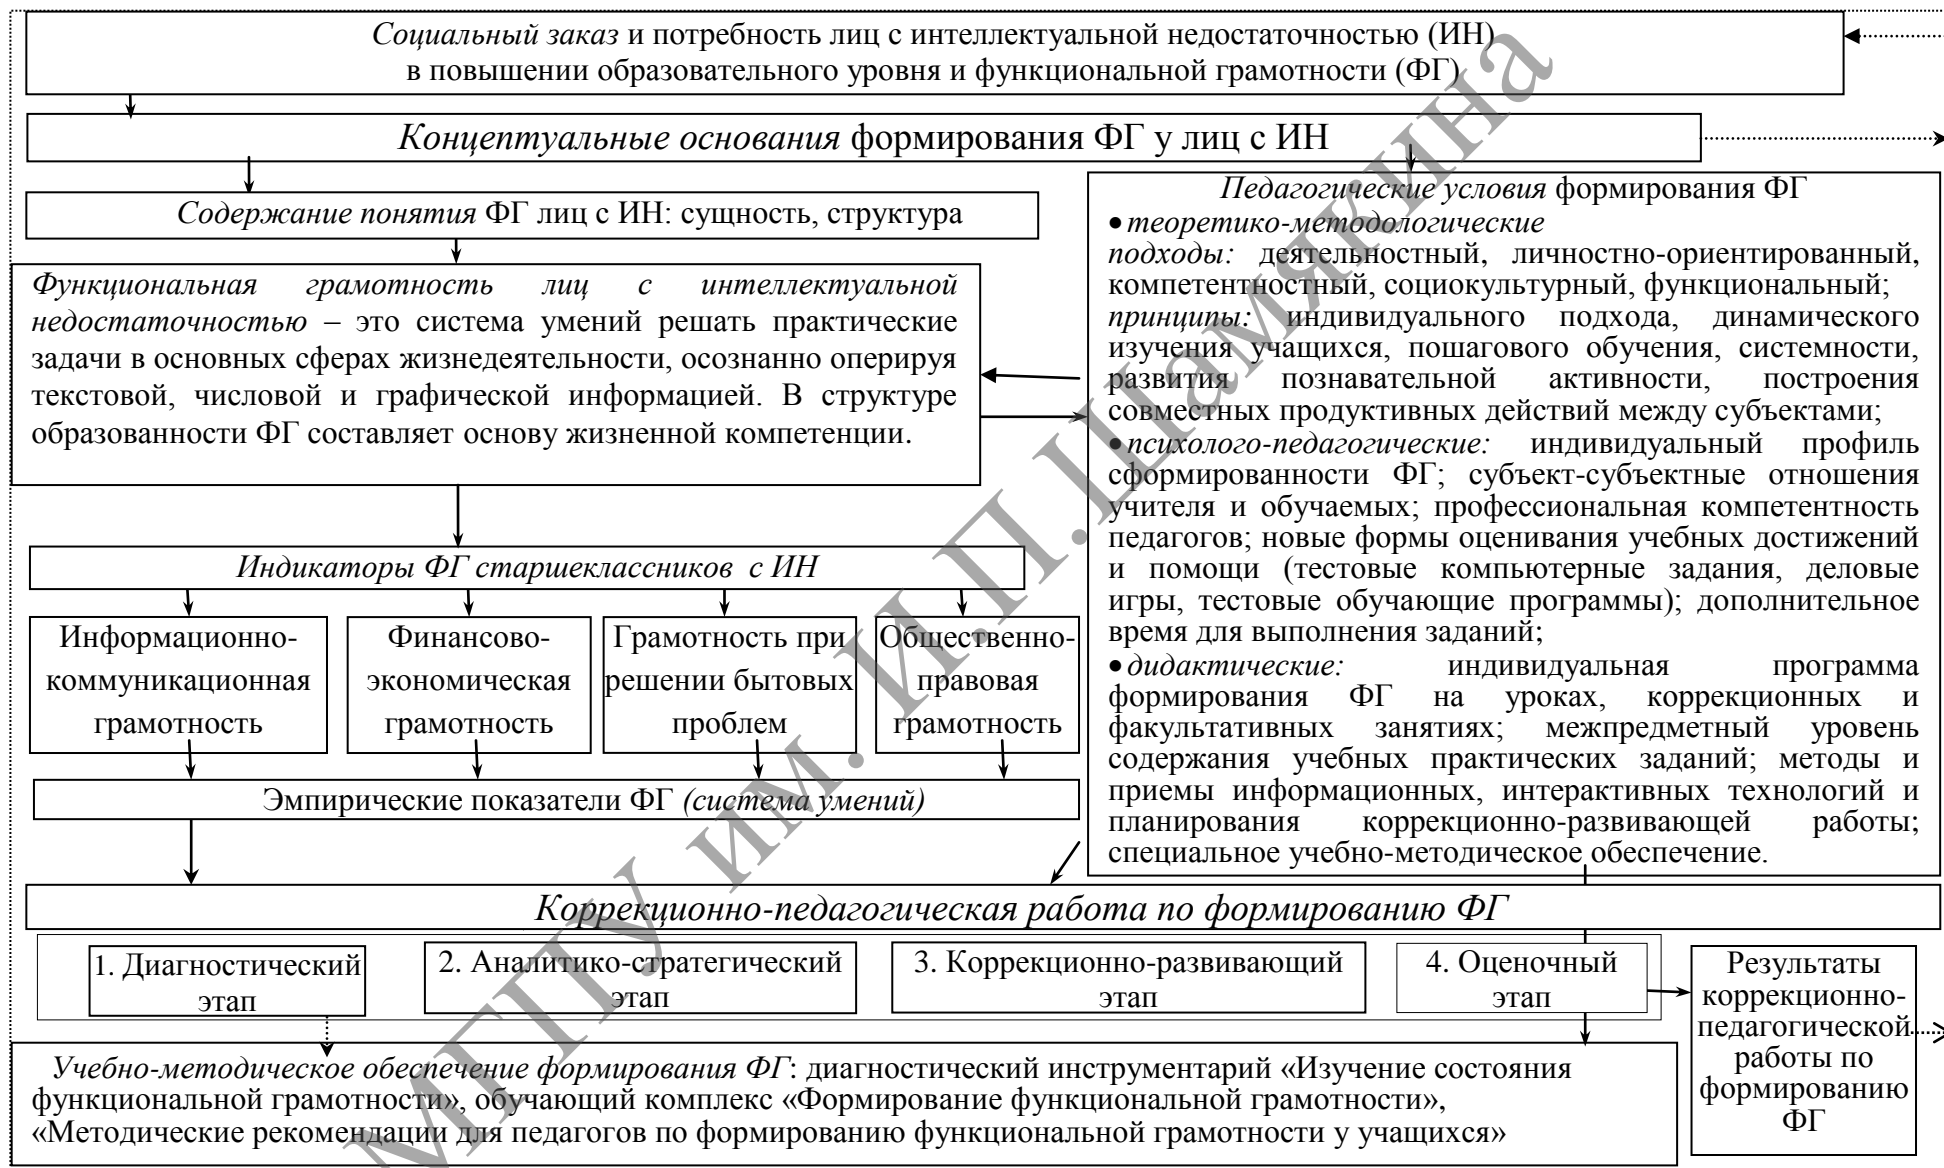 Социальный заказ и потребность лиц с интеллектуальной недостаточностью (ИН)
в повышении образовательного уровня и функциональной грамотности (ФГ)
Концептуальные основания формирования ФГ у лиц с ИН
Содержание понятия ФГ лиц с ИН: сущность, структура
Функциональная грамотность лиц с интеллектуальной
недостаточностью – это система умений решать практические
задачи в основных сферах жизнедеятельности, осознанно оперируя
текстовой, числовой и графической информацией. В структуре
образованности ФГ составляет основу жизненной компетенции.
Индикаторы ФГ старшеклассников с ИН
Информационно-
коммуникационная
грамотность
Финансово-
экономическая
грамотность
Грамотность при
решении бытовых
проблем
Общественно-
правовая
грамотность
Эмпирические показатели ФГ (система умений)
Педагогические условия формирования ФГ
•теоретико-методологические
подходы: деятельностный, личностно-ориентированный,
компетентностный, социокультурный, функциональный;
принципы: индивидуального подхода, динамического
изучения учащихся, пошагового обучения, системности,
развития познавательной активности, построения
совместных продуктивных действий между субъектами;
•психолого-педагогические: индивидуальный профиль
сформированности ФГ; субъект-субъектные отношения
учителя и обучаемых; профессиональная компетентность
педагогов; новые формы оценивания учебных достижений
и помощи (тестовые компьютерные задания, деловые
игры, тестовые обучающие программы); дополнительное
время для выполнения заданий;
•дидактические: индивидуальная программа
формирования ФГ на уроках, коррекционных и
факультативных занятиях; межпредметный уровень
содержания учебных практических заданий; методы и
приемы информационных, интерактивных технологий и
планирования коррекционно-развивающей работы;
специальное учебно-методическое обеспечение.
Коррекционно-педагогическая работа по формированию ФГ
1. Диагностический
этап
2. Аналитико-стратегический
этап
3. Коррекционно-развивающий
этап
4. Оценочный
этап
Результаты
коррекционно-
педагогической
работы по
формированию
ФГ
Учебно-методическое обеспечение формирования ФГ: диагностический инструментарий «Изучение состояния
функциональной грамотности», обучающий комплекс «Формирование функциональной грамотности»,
«Методические рекомендации для педагогов по формированию функциональной грамотности у учащихся»
МГПУ им. И.П.Шамякина